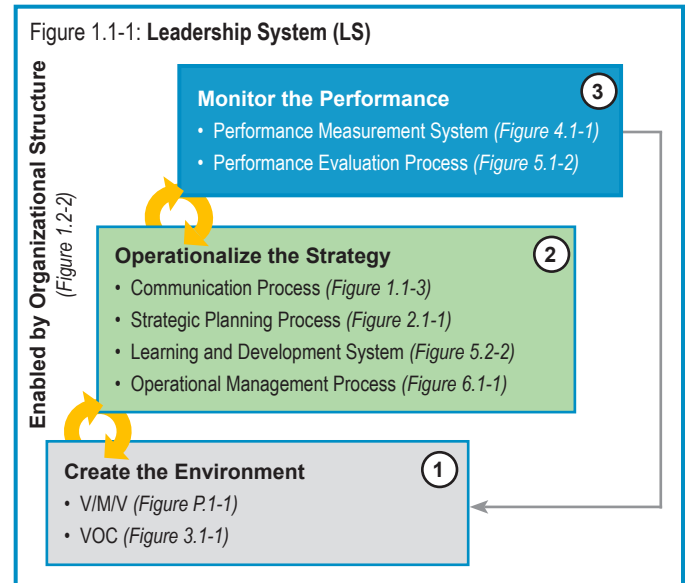 Figure 1.1-1: Leadership System (LS)
Enabled by Organizational Structure
(Figure 1.2-2)
3
Monitor the Performance
• Performance Measurement System (Figure 4.1-1)
• Performance Evaluation Process (Figure 5.1-2)
2
Operationalize the Strategy
• Communication Process (Figure 1.1-3)
• Strategic Planning Process (Figure 2.1-1)
• Learning and Development System (Figure 5.2-2)
• Operational Management Process (Figure 6.1-1)
1
Create the Environment
• V/M/V (Figure P.1-1)
• VOC (Figure 3.1-1)